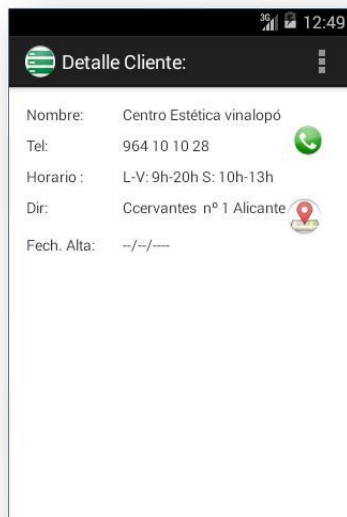 3G 12:49
Detalle Cliente:
Nombre: Centro Estética vinalopó
Tel: 964 10 10 28
Horario : L-V: 9h-20h S: 10h-13h
Dir: Ccervantes nº 1 Alicante
Fech. Alta: --/--/----